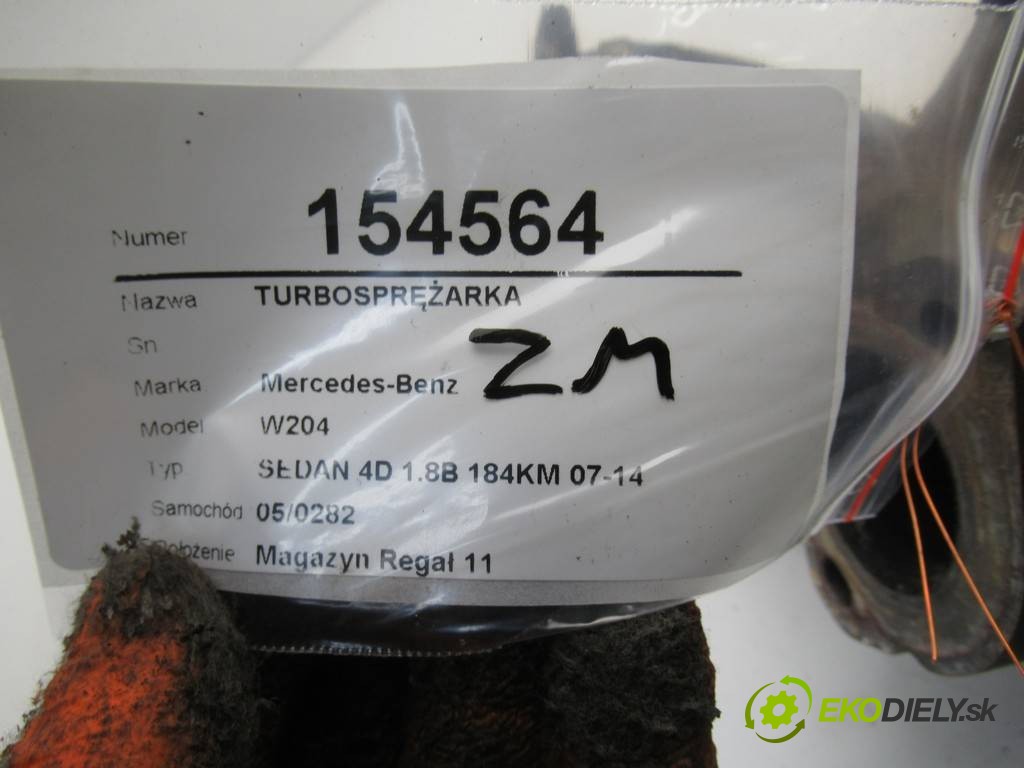 Numer 154564
Nazwa TURBOSPRĘŻARKA
Sn
Marka Mercedes-Benz
ZM
Model W204
Typ SEDAN 4D 1.8B 184KM 07-14
Samochód 05/0282
Położenie Magazyn Regał 11
EKODIELY.sk